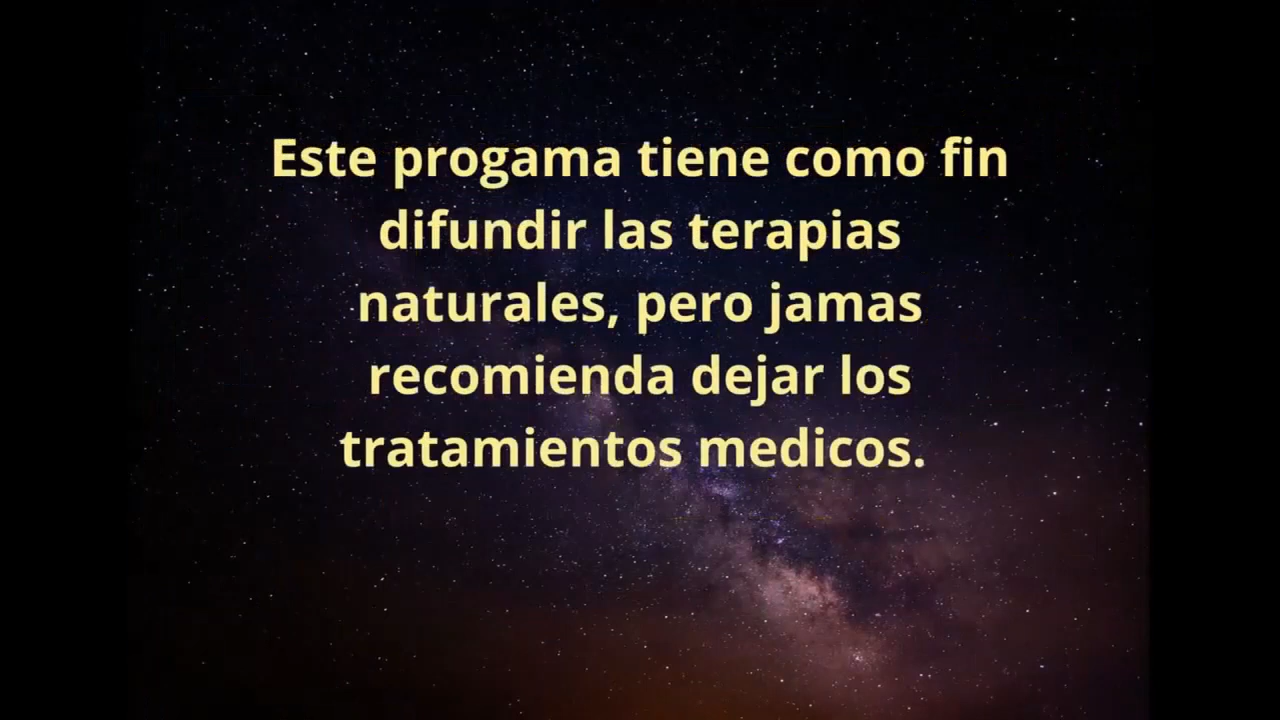 Este progama tiene como fin
difundir las terapias
naturales, pero jamas
recomienda dejar los
tratamientos medicos.